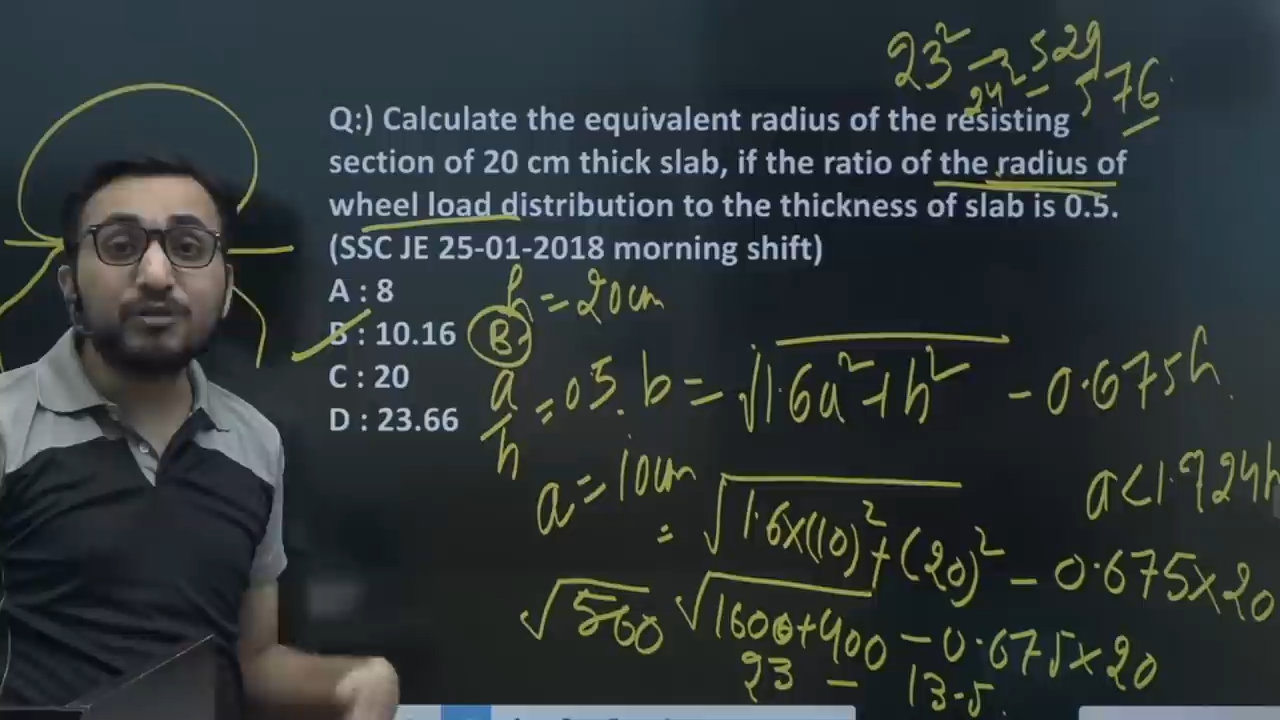 23² → 529
24² - 576
Q:) Calculate the equivalent radius of the resisting
section of 20 cm thick slab, if the ratio of the radius of
wheel load distribution to the thickness of slab is 0.5.
(SSC JE 25-01-2018 morning shift)
A : 8
B : 10.16
C : 20
D : 23.66
h = 20cm
B
a/h = 0.5. b = √1.6a²+h² - 0.675h
a = 10cm
a < 1.724h
= √1.6×(10)²+(20)² - 0.675×20
√560 √1600+400 - 0.675×20
23 - 13.5